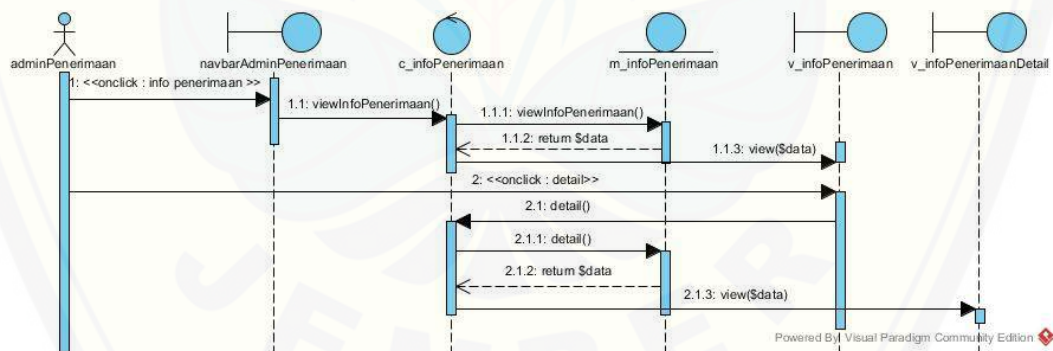 adminPenerimaan navbarAdminPenerimaan c_infoPenerimaan m_infoPenerimaan v_infoPenerimaan v_infoPenerimaanDetail
1: <<onclick : info penerimaan >>
1.1: viewInfoPenerimaan()
1.1.1: viewInfoPenerimaan()
1.1.2: return $data
1.1.3: view($data)
2: <<onclick : detail>>
2.1: detail()
2.1.1: detail()
2.1.2: return $data
2.1.3: view($data)
JEMBER
Powered By Visual Paradigm Community Edition